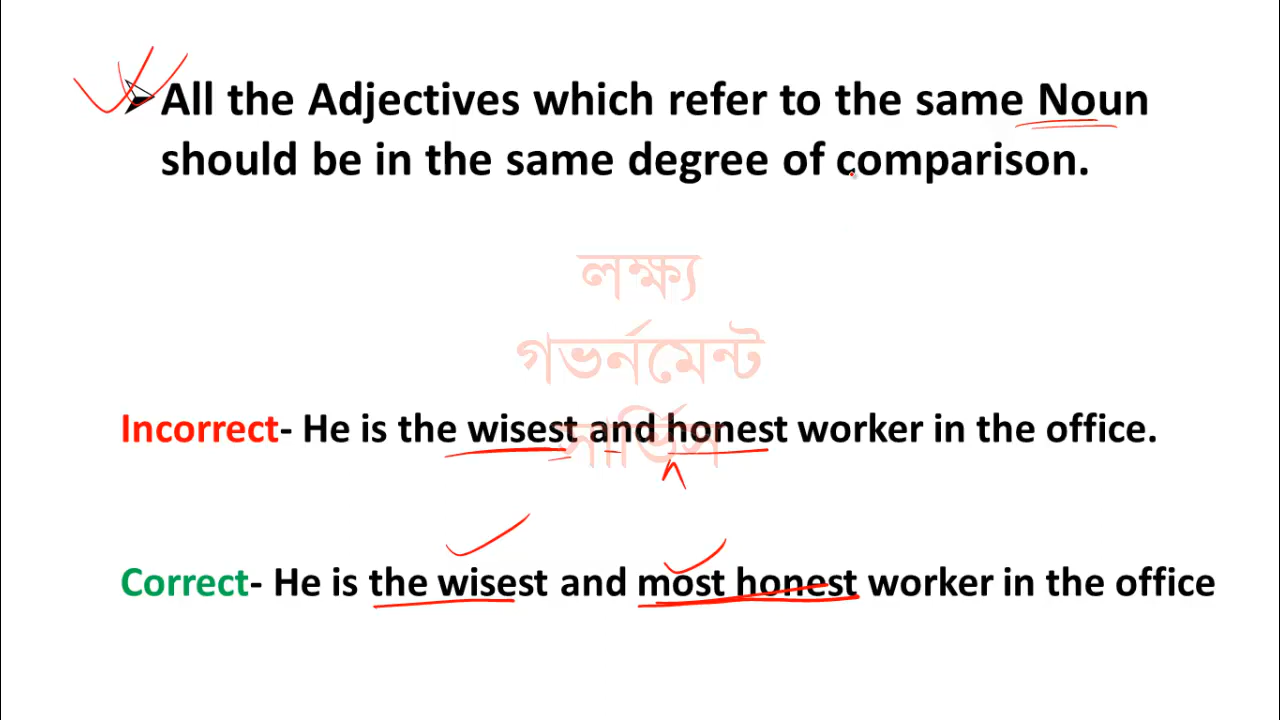 All the Adjectives which refer to the same Noun
should be in the same degree of comparison.
লক্ষ্য
গভর্নমেন্ট
সার্ভিস
Incorrect- He is the wisest and honest worker in the office.
Correct- He is the wisest and most honest worker in the office